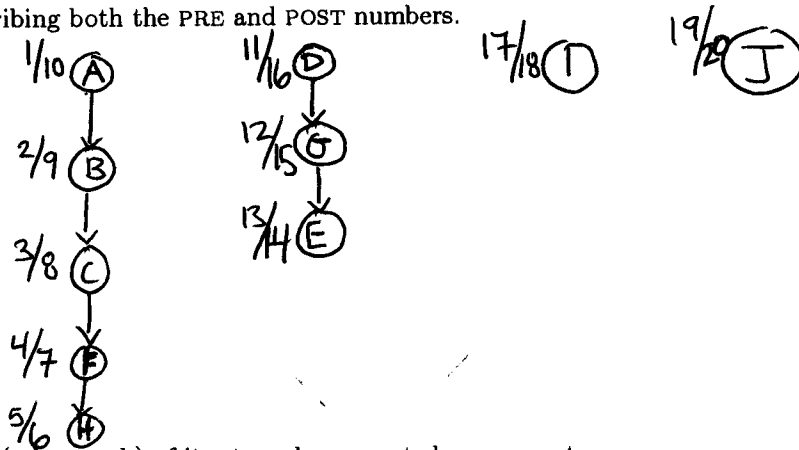 ribing both the PRE and POST numbers.
1/10 A 11/16 D 17/18 I 19/20 J
2/9 B 12/15 G
3/8 C 13/14 E
4/7 F
5/6 H